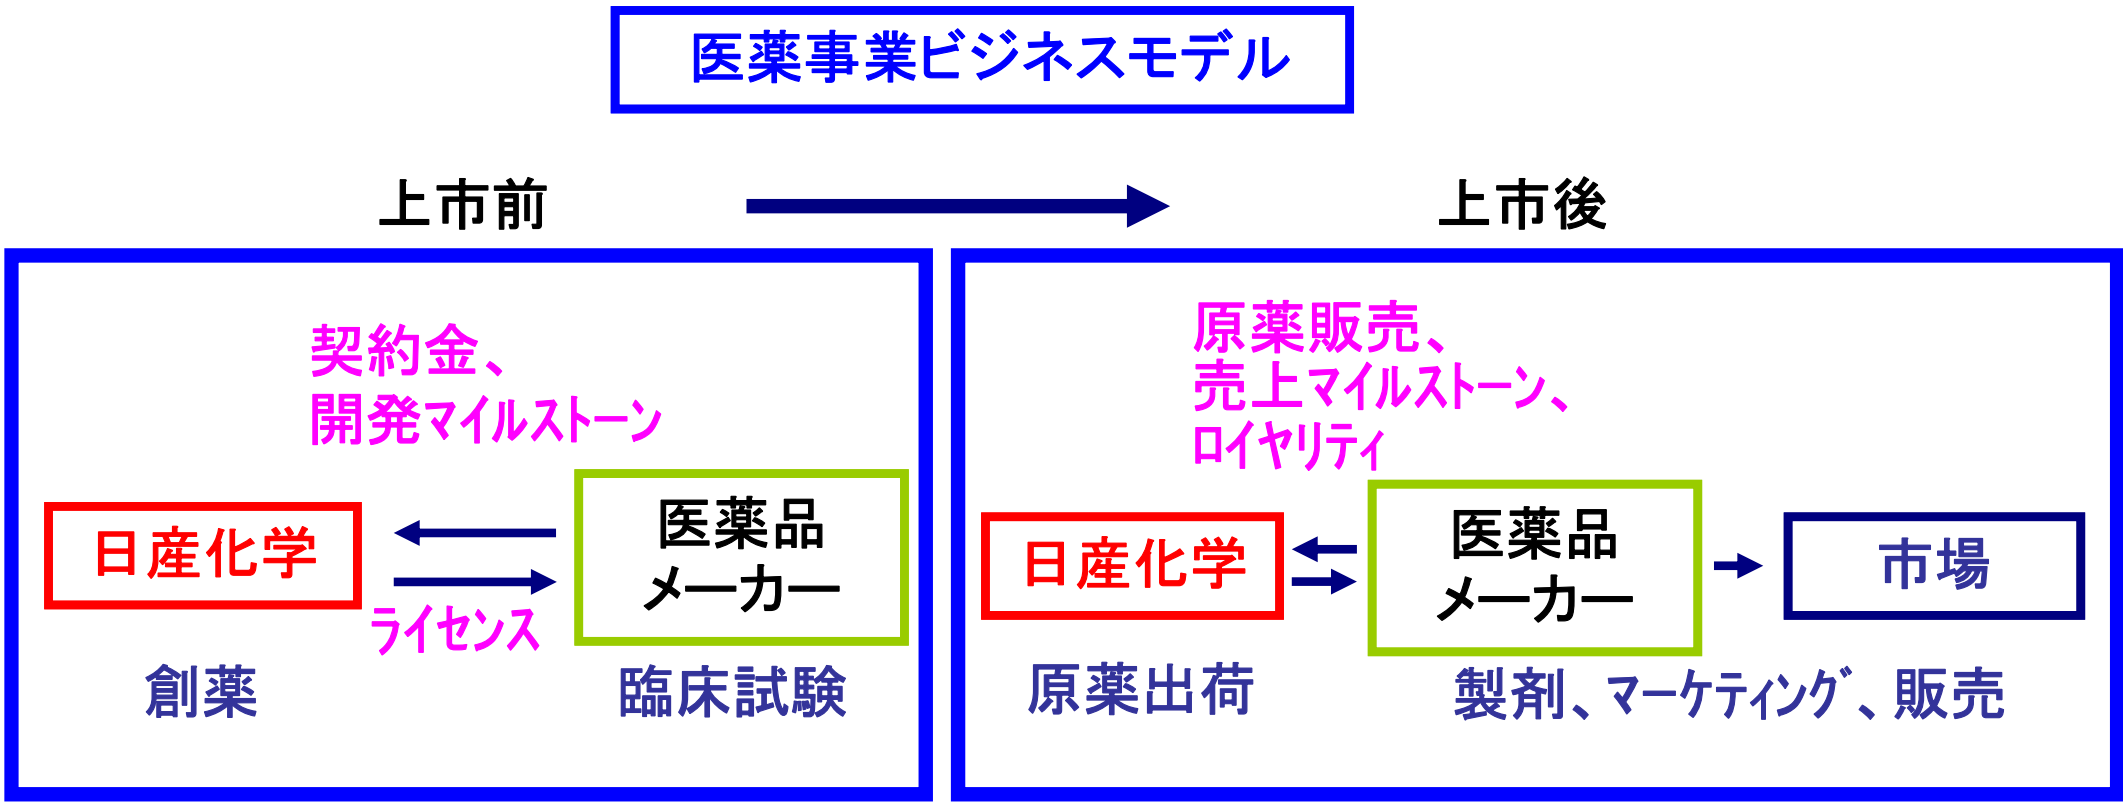 医薬事業ビジネスモデル
上市前
上市後
契約金、
開発マイルストーン
日産化学
医薬品
メーカー
ライセンス
創薬
臨床試験
原薬販売、
売上マイルストーン、
ロイヤリティ
日産化学
医薬品
メーカー
市場
原薬出荷
製剤、マーケティング、販売